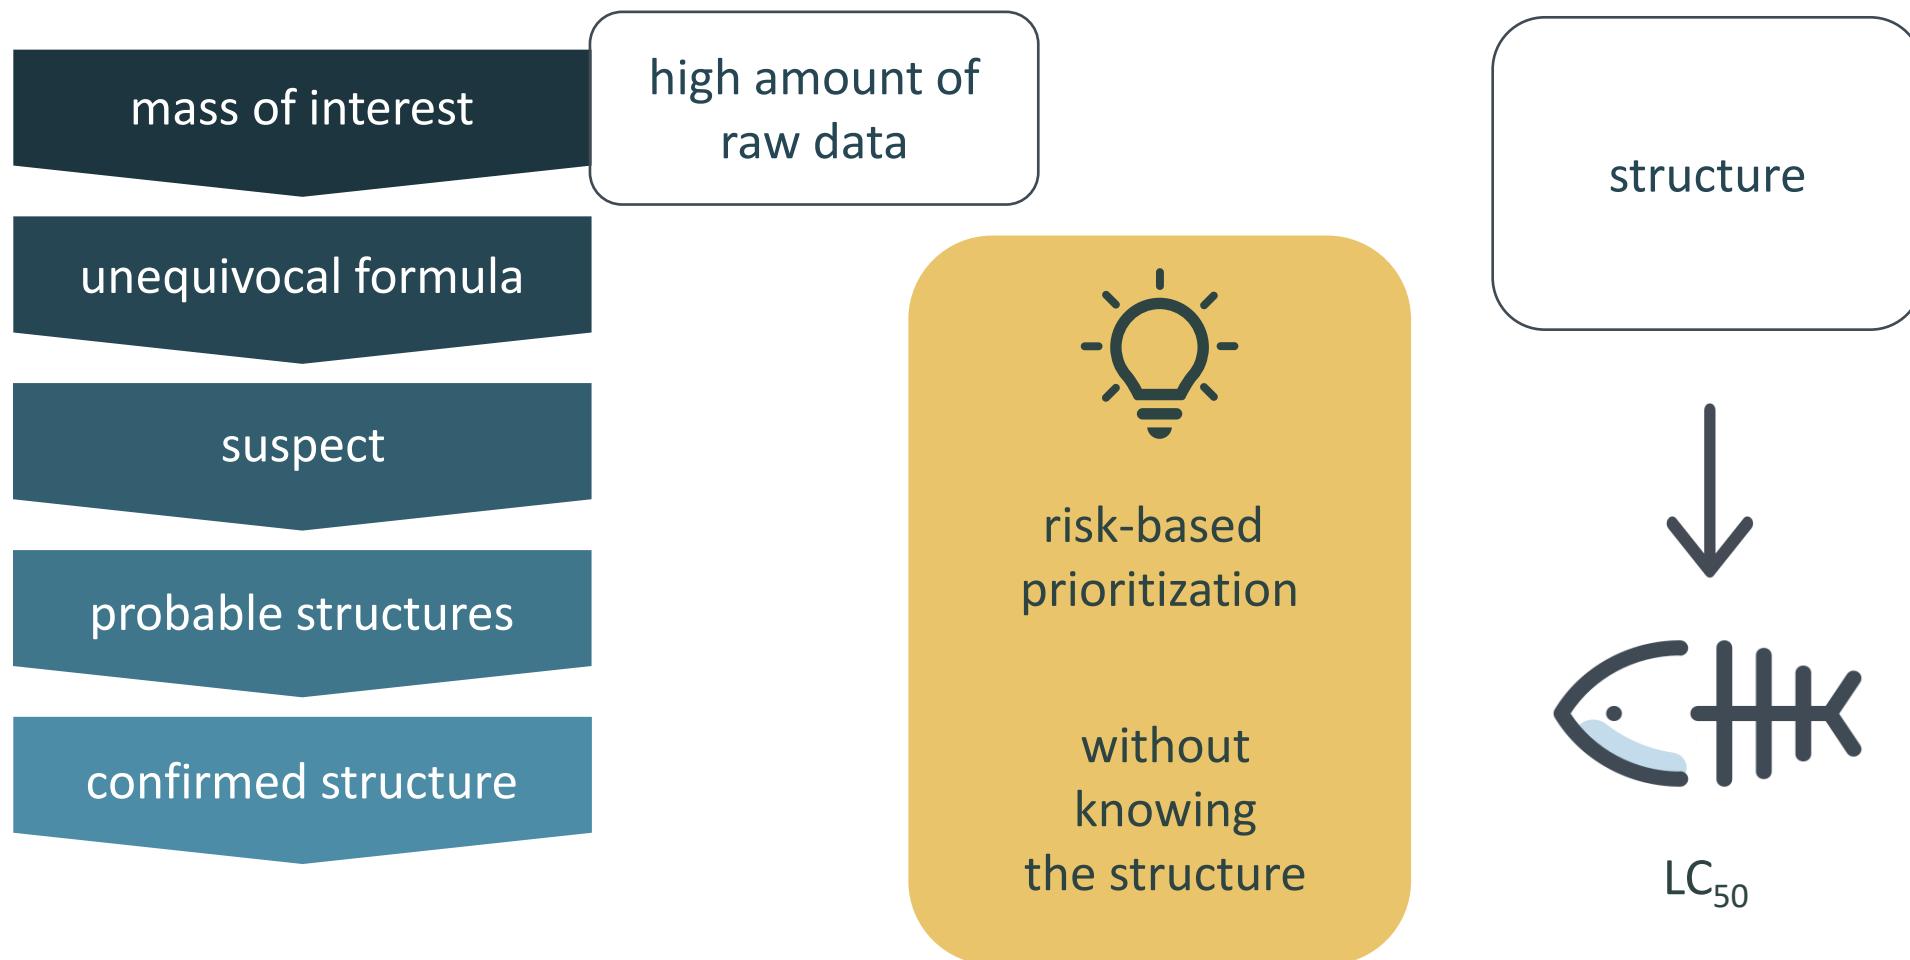 mass of interest
unequivocal formula
suspect
probable structures
confirmed structure
high amount of
raw data
risk-based
prioritization
without
knowing
the structure
structure
LC₅₀